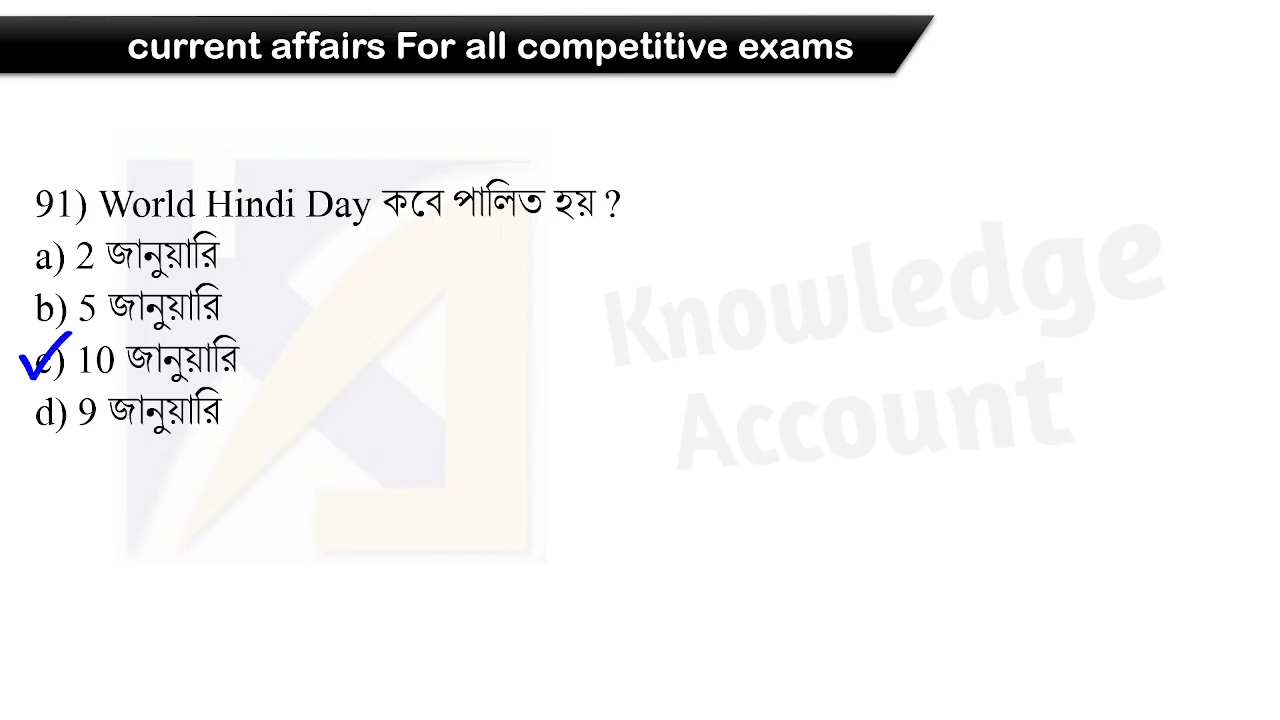 current affairs For all competitive exams
91) World Hindi Day কবে পালিত হয় ?
a) 2 জানুয়ারি
b) 5 জানুয়ারি
c) 10 জানুয়ারি
d) 9 জানুয়ারি
Knowledge
Account